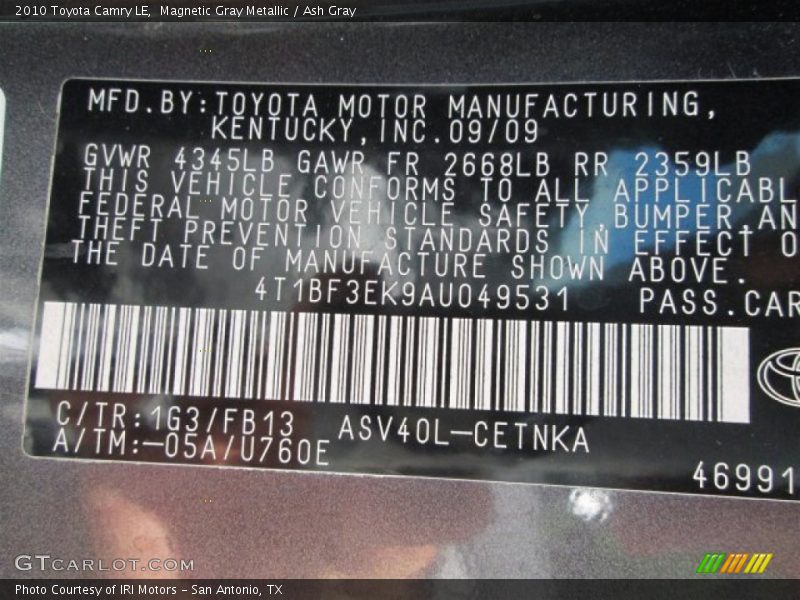 2010 Toyota Camry LE, Magnetic Gray Metallic / Ash Gray
MFD.BY:TOYOTA MOTOR MANUFACTURING,
KENTUCKY,INC.09/09
GVWR 4345LB GAWR FR 2668LB RR 2359LB
THIS VEHICLE CONFORMS TO ALL APPLICABL
FEDERAL MOTOR VEHICLE SAFETY,BUMPER,AN
THEFT PREVENTION STANDARDS IN EFFECT O
THE DATE OF MANUFACTURE SHOWN ABOVE.
4T1BF3EK9AU049531 PASS.CAR
C/TR:1G3/FB13 ASV40L-CETNKA
A/TM:-05A/U760E
46991
GTCARLOT.COM
Photo Courtesy of IRI Motors - San Antonio, TX